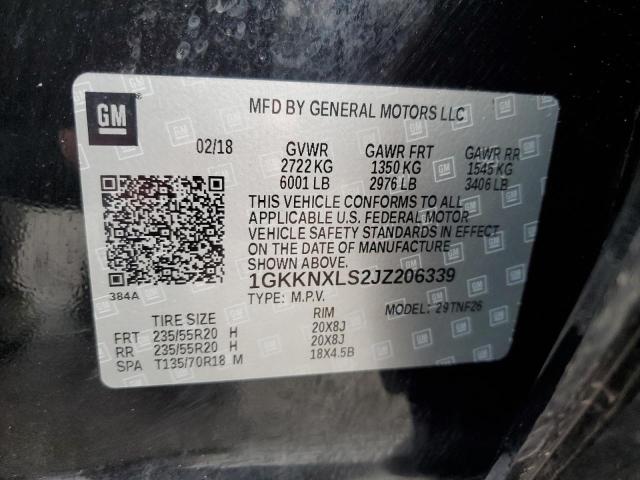 GM
MFD BY GENERAL MOTORS LLC
02/18 GVWR GAWR FRT GAWR RR
2722 KG 1350 KG 1545 KG
6001 LB 2976 LB 3406 LB
THIS VEHICLE CONFORMS TO ALL
APPLICABLE U.S. FEDERAL MOTOR
VEHICLE SAFETY STANDARDS IN EFFECT
ON THE DATE OF MANUFACTURE
SHOWN ABOVE.
384A
1GKKNXLS2JZ206339
TYPE: M.P.V. MODEL: 29TNF26
TIRE SIZE RIM
FRT 235/55R20 H 20X8J
RR 235/55R20 H 20X8J
SPA T135/70R18 M 18X4.5B